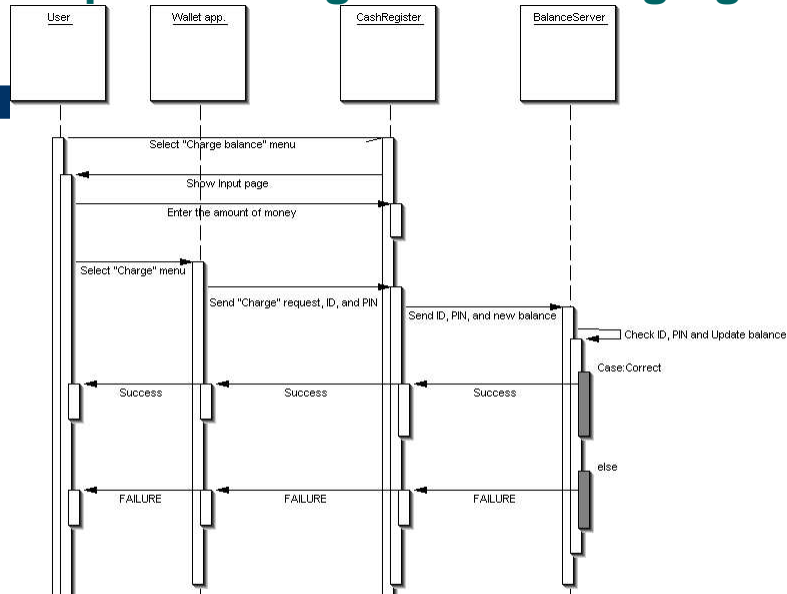 User
Wallet app.
CashRegister
BalanceServer
Select "Charge balance" menu
Show Input page
Enter the amount of money
Select "Charge" menu
Send "Charge" request, ID, and PIN
Send ID, PIN, and new balance
Check ID, PIN and Update balance
Case:Correct
Success
Success
Success
else
FAILURE
FAILURE
FAILURE